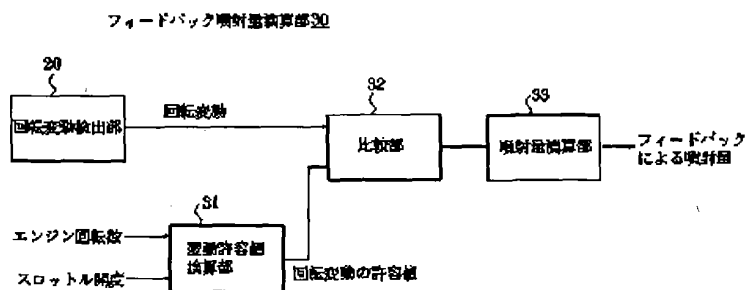 フィードバック噴射量演算部30
20
回転変動検出部
回転変動
32
比較部
33
噴射量演算部
フィードバック
による噴射量
31
エンジン回転数
スロットル開度
変動許容値
演算部
回転変動の許容値